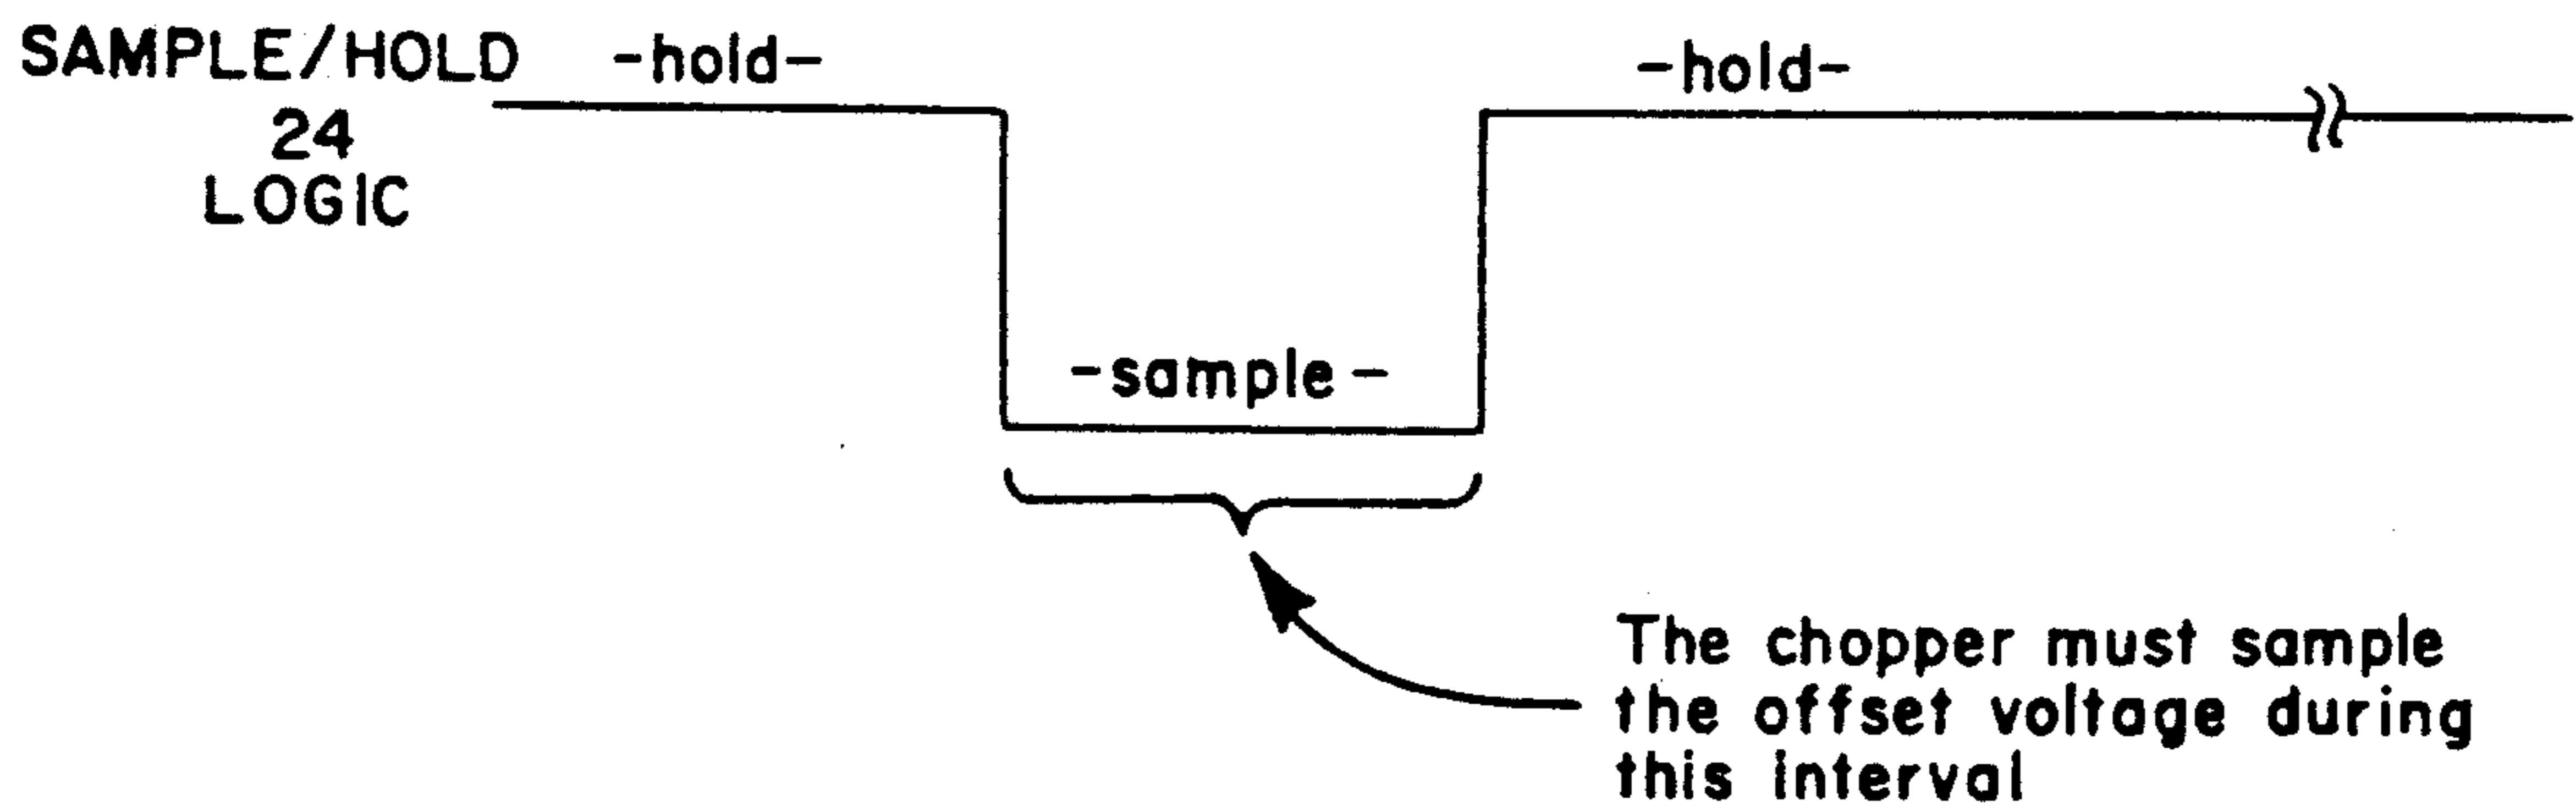 SAMPLE/HOLD
24
LOGIC
-hold-
-hold-
-sample-
The chopper must sample
the offset voltage during
this interval